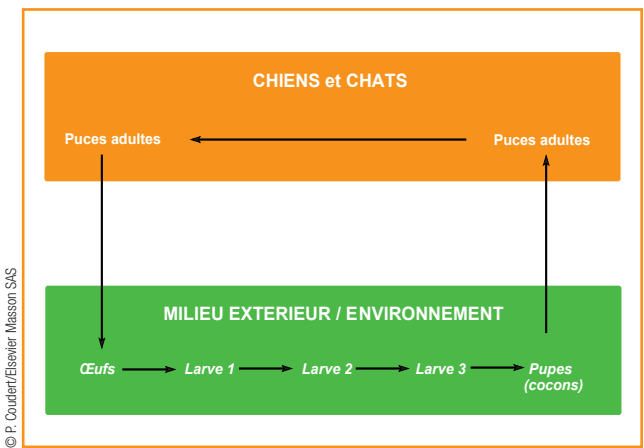 CHIENS et CHATS
Puces adultes
Puces adultes
MILIEU EXTERIEUR / ENVIRONNEMENT
Œufs
Larve 1
Larve 2
Larve 3
Pupes
(cocons)
© P. Coudert/Elsevier Masson SAS